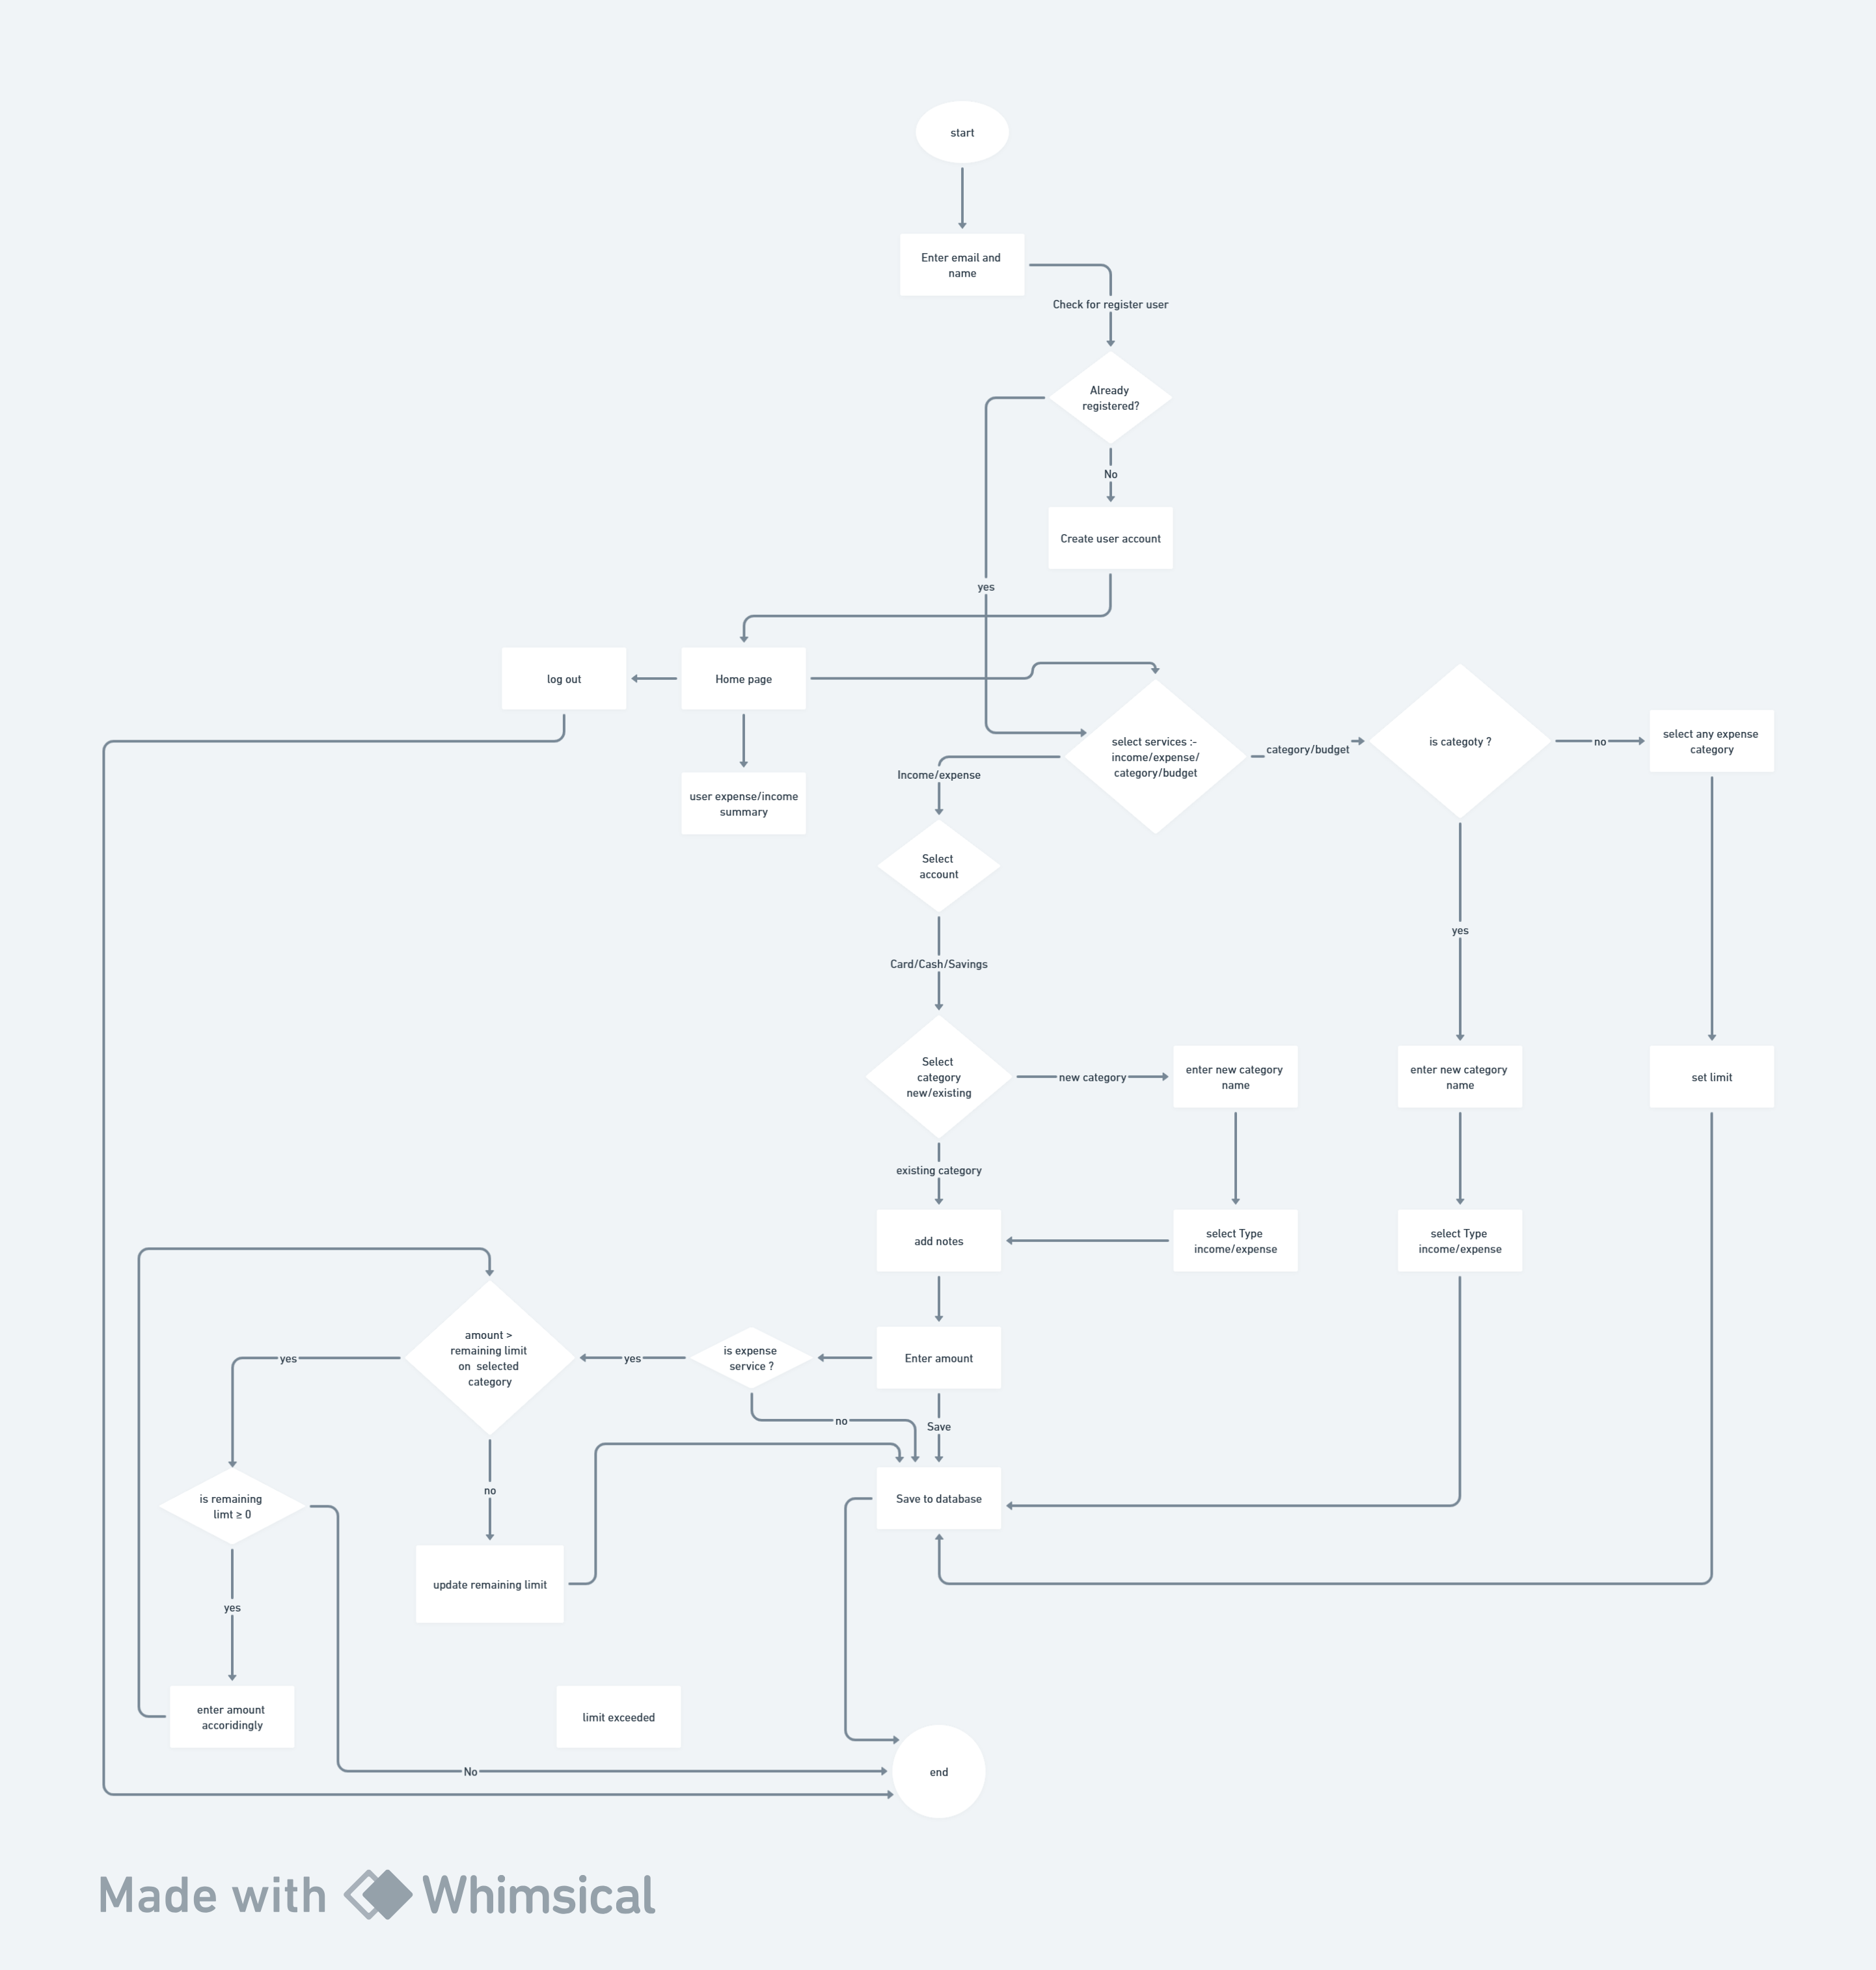 start
Enter email and
name
Check for register user
Already
registered?
No
Create user account
yes
log out
Home page
select services :-
income/expense/
category/budget
category/budget
is categoty ?
no
select any expense
category
Income/expense
user expense/income
summary
Select
account
yes
Card/Cash/Savings
Select
category
new/existing
new category
enter new category
name
enter new category
name
set limit
existing category
add notes
select Type
income/expense
select Type
income/expense
amount >
remaining limit
on selected
category
yes
yes
is expense
service ?
Enter amount
no
Save
is remaining
limt ≥ 0
no
Save to database
update remaining limit
yes
enter amount
accoridingly
limit exceeded
No
end
Made with Whimsical